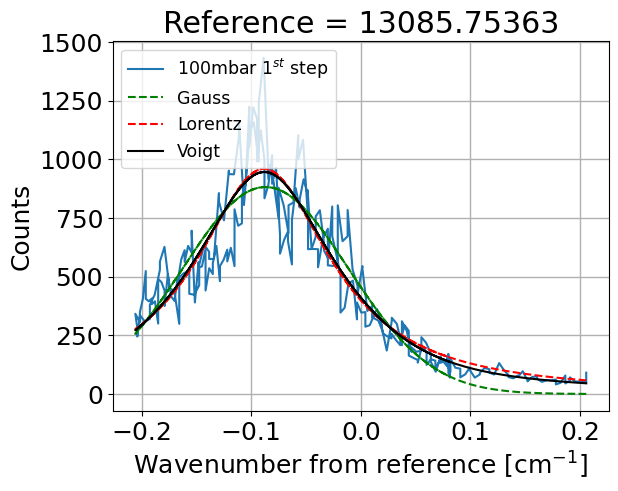 Reference = 13085.75363
100mbar 1st step
Gauss
Lorentz
Voigt
Counts
1500
1250
1000
750
500
250
0
−0.2 −0.1 0.0 0.1 0.2
Wavenumber from reference [cm−1]